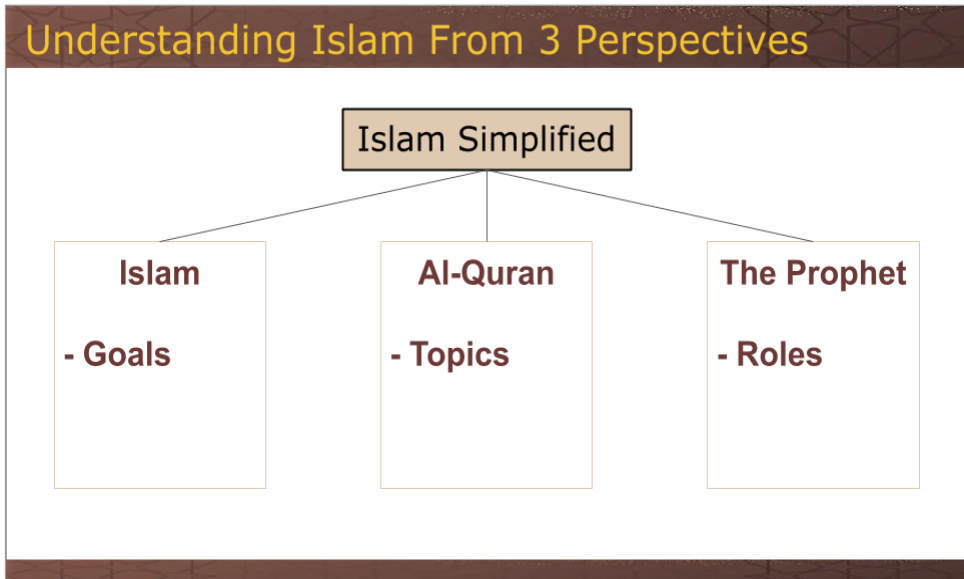 Understanding Islam From 3 Perspectives
Islam Simplified
Islam
- Goals
Al-Quran
- Topics
The Prophet
- Roles